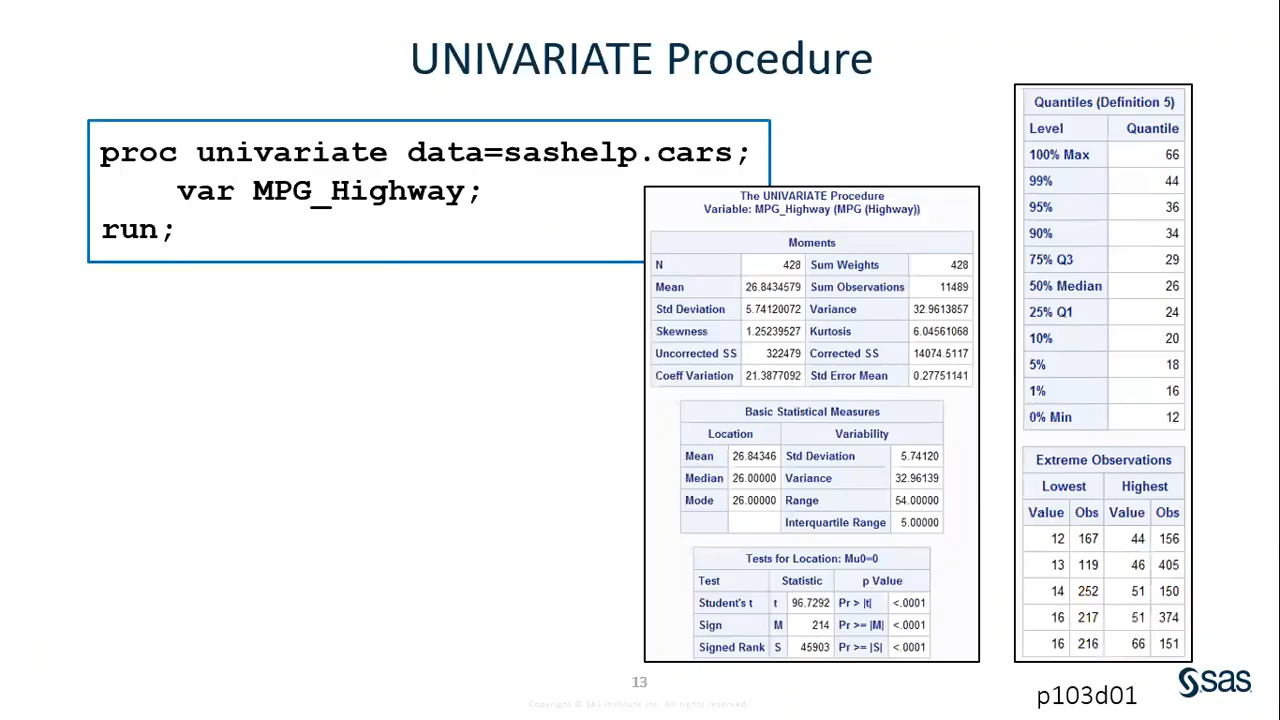 UNIVARIATE Procedure
proc univariate data=sashelp.cars;
var MPG_Highway;
run;
The UNIVARIATE Procedure
Variable: MPG_Highway (MPG (Highway))
Moments
N 428 Sum Weights 428
Mean 26.8434579 Sum Observations 11489
Std Deviation 5.74120072 Variance 32.9613857
Skewness 1.25239527 Kurtosis 6.04561068
Uncorrected SS 322479 Corrected SS 14074.5117
Coeff Variation 21.3877092 Std Error Mean 0.27751141
Basic Statistical Measures
Location Variability
Mean 26.84346 Std Deviation 5.74120
Median 26.00000 Variance 32.96139
Mode 26.00000 Range 54.00000
Interquartile Range 5.00000
Tests for Location: Mu0=0
Test Statistic p Value
Student's t t 96.7292 Pr > |t| <.0001
Sign M 214 Pr >= |M| <.0001
Signed Rank S 45903 Pr >= |S| <.0001
Quantiles (Definition 5)
Level Quantile
100% Max 66
99% 44
95% 36
90% 34
75% Q3 29
50% Median 26
25% Q1 24
10% 20
5% 18
1% 16
0% Min 12
Extreme Observations
Lowest Highest
Value Obs Value Obs
12 167 44 156
13 119 46 405
14 252 51 150
16 217 51 374
16 216 66 151
13
Copyright © SAS Institute Inc. All rights reserved.
p103d01
sas